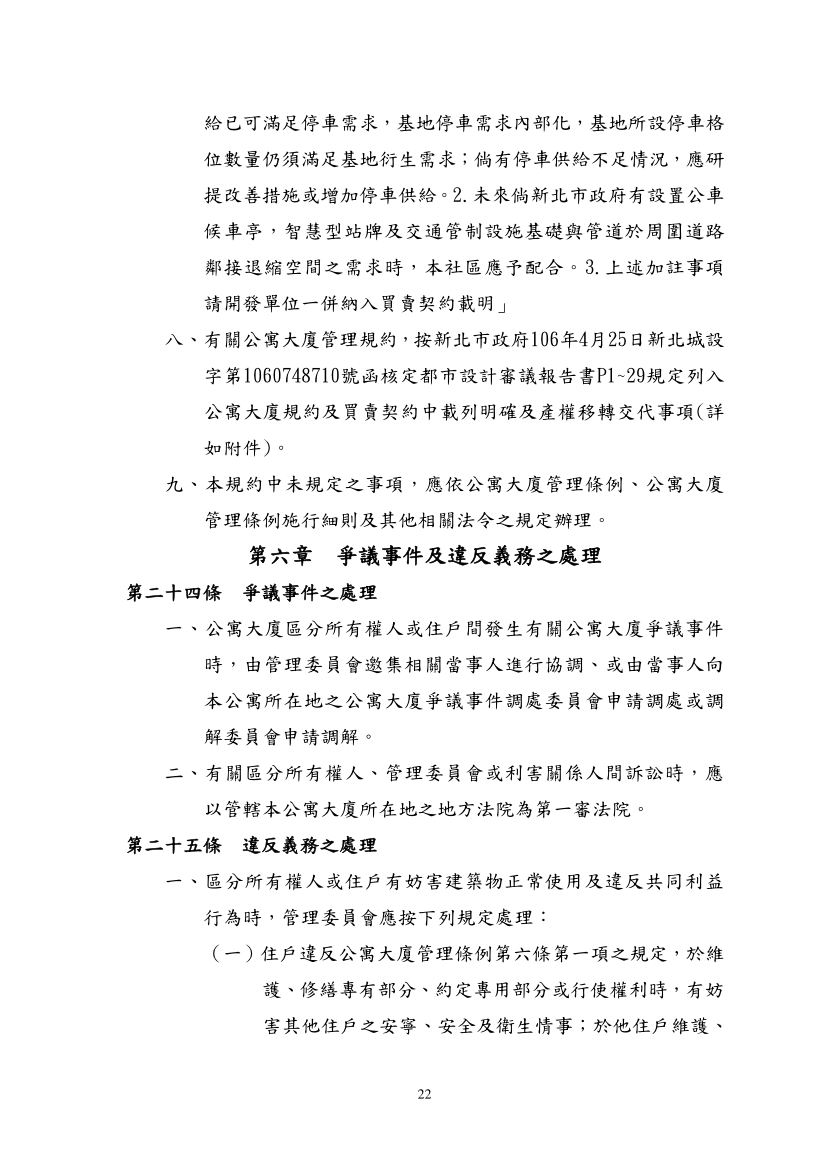 給已可滿足停車需求，基地停車需求內部化，基地所設停車格
位數量仍須滿足基地衍生需求；倘有停車供給不足情況，應研
提改善措施或增加停車供給。2.未來倘新北市政府有設置公車
候車亭，智慧型站牌及交通管制設施基礎與管道於周圍道路
鄰接退縮空間之需求時，本社區應予配合。3.上述加註事項
請開發單位一併納入買賣契約載明」
八、有關公寓大廈管理規約，按新北市政府106年4月25日新北城設
字第1060748710號函核定都市設計審議報告書P1~29規定列入
公寓大廈規約及買賣契約中載列明確及產權移轉交代事項(詳
如附件)。
九、本規約中未規定之事項，應依公寓大廈管理條例、公寓大廈
管理條例施行細則及其他相關法令之規定辦理。
第六章　爭議事件及違反義務之處理
第二十四條　爭議事件之處理
一、公寓大廈區分所有權人或住戶間發生有關公寓大廈爭議事件
時，由管理委員會邀集相關當事人進行協調、或由當事人向
本公寓所在地之公寓大廈爭議事件調處委員會申請調處或調
解委員會申請調解。
二、有關區分所有權人、管理委員會或利害關係人間訴訟時，應
以管轄本公寓大廈所在地之地方法院為第一審法院。
第二十五條　違反義務之處理
一、區分所有權人或住戶有妨害建築物正常使用及違反共同利益
行為時，管理委員會應按下列規定處理：
（一）住戶違反公寓大廈管理條例第六條第一項之規定，於維
護、修繕專有部分、約定專用部分或行使權利時，有妨
害其他住戶之安寧、安全及衛生情事；於他住戶維護、
22